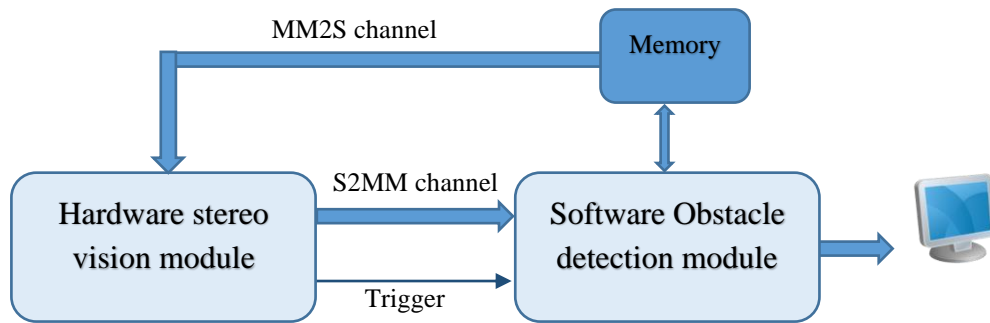 MM2S channel
Memory
S2MM channel
Hardware stereo
vision module
Software Obstacle
detection module
Trigger